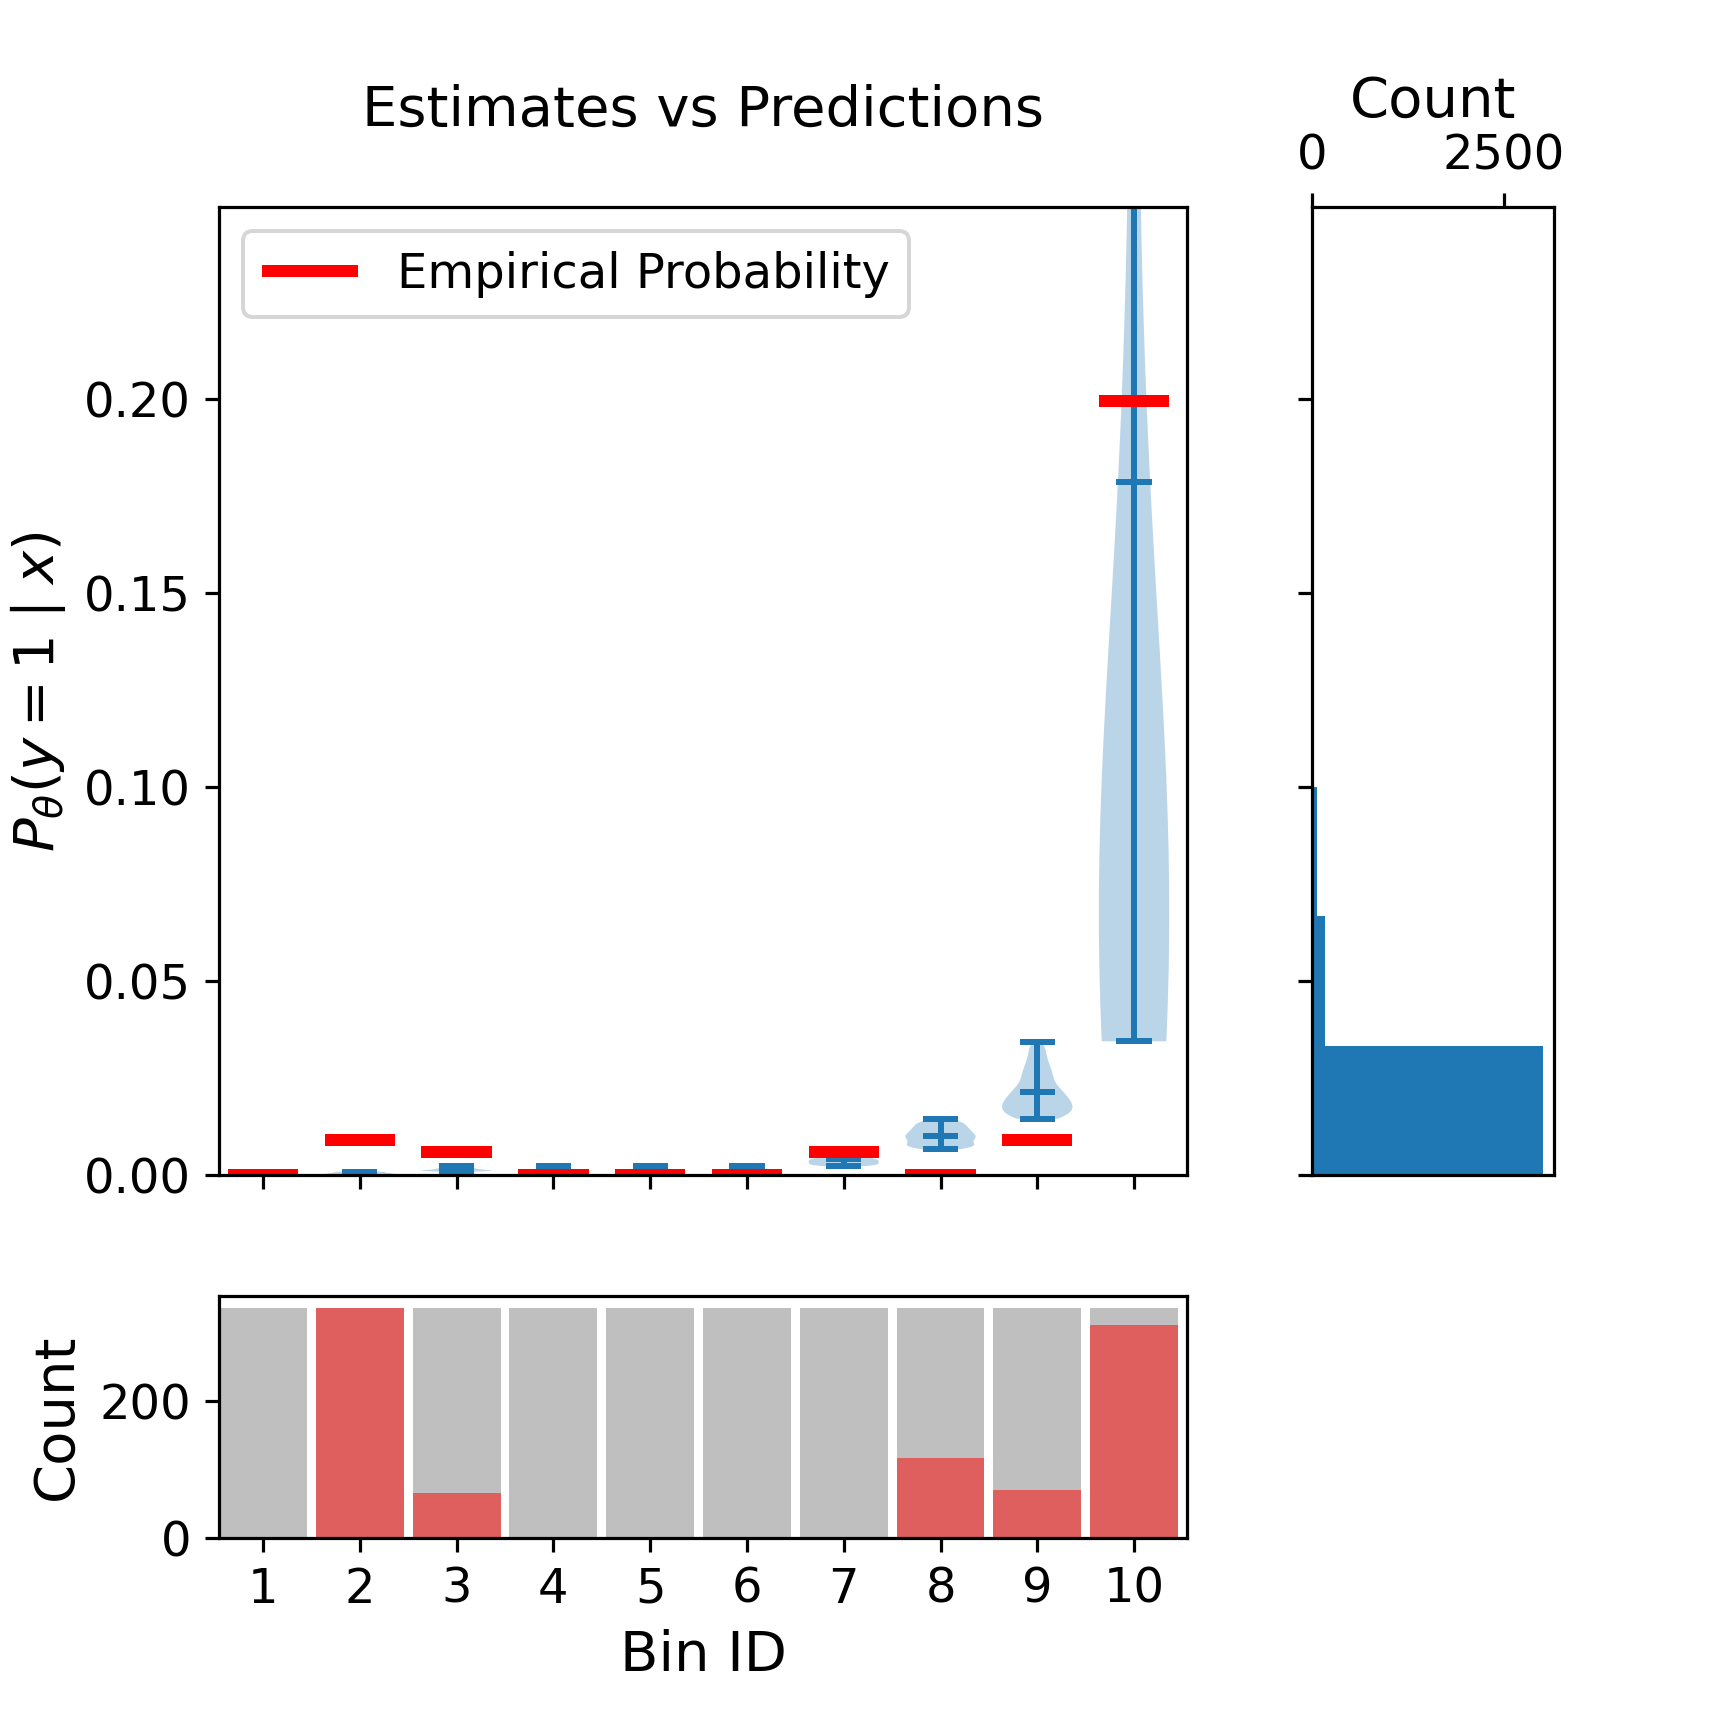 Estimates vs Predictions
Count
0 2500
Empirical Probability
0.20
0.15
0.10
0.05
0.00
P_θ(y = 1 | x)
Count
200
0
1 2 3 4 5 6 7 8 9 10
Bin ID